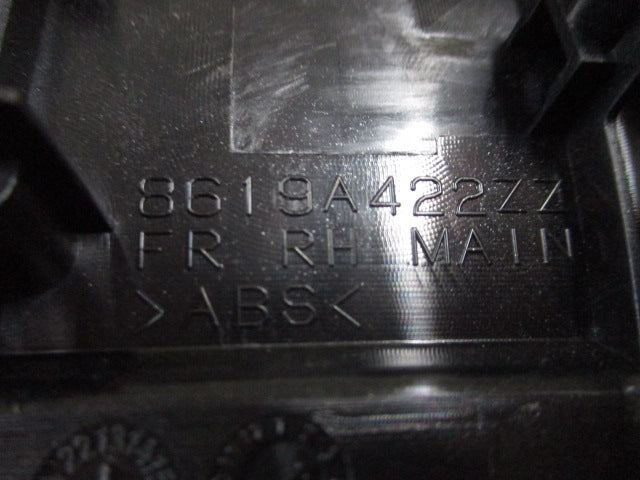 8619A422ZZ
FR RH MAIN
>ABS<